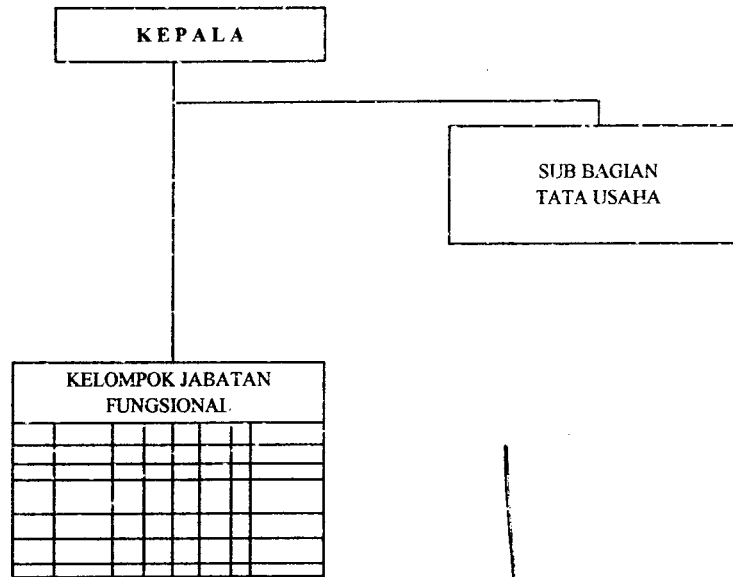 KEPALA
SUB BAGIAN
TATA USAHA
KELOMPOK JABATAN
FUNGSIONAL